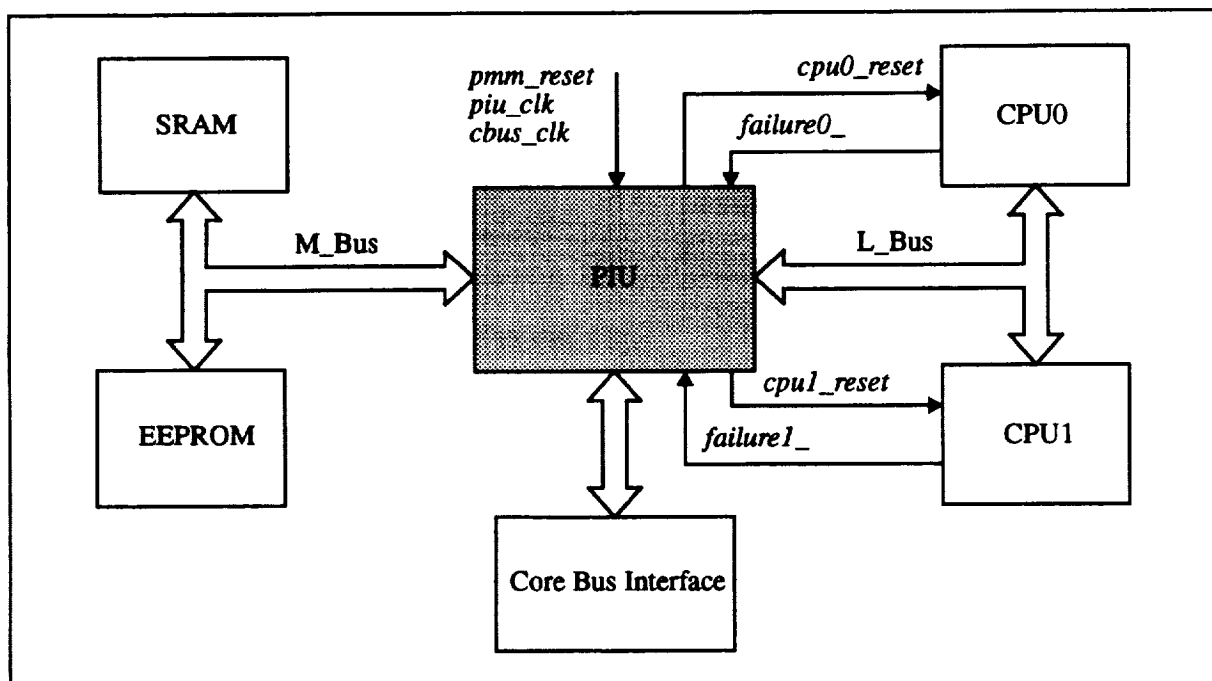 pmm_reset
piu_clk
cbus_clk
cpu0_reset
failure0_
SRAM
CPU0
M_Bus
L_Bus
PIU
cpu1_reset
failure1_
EEPROM
CPU1
Core Bus Interface